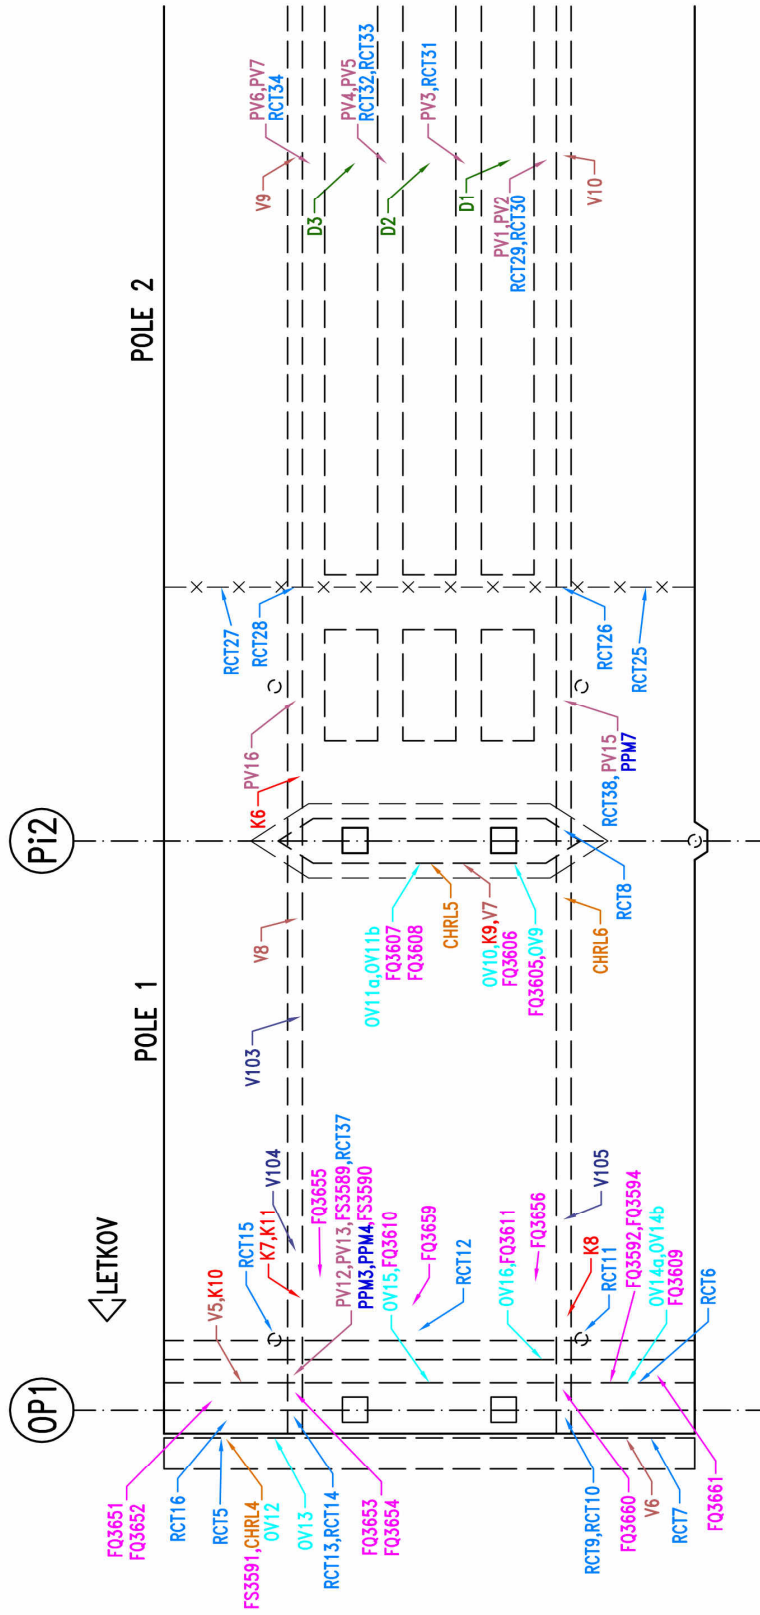 OP1
Pi2
LETKOV
POLE 1
POLE 2
FQ3651
FQ3652
RCT16
RCT5
FS3591,CHRL4
OV12
OV13
RCT13,RCT14
FQ3653
FQ3654
RCT9,RCT10
FQ3660
V6
RCT7
FQ3661
V5,K10
RCT15
K7,K11
V104
FQ3655
PV12,PV13,FS3589,RCT37
PPM3,PPM4,FS3590
OV15,FQ3610
FQ3659
RCT12
OV16,FQ3611
FQ3656
K8
RCT11
V105
FQ3592,FQ3594
OV14a,OV14b
FQ3609
RCT6
V103
V8
OV11a,OV11b
FQ3607
FQ3608
CHRL5
OV10,K9,V7
FQ3606
FQ3605,OV9
CHRL6
RCT8
K6
PV16
RCT38,PV15
PPM7
RCT27
RCT28
RCT26
RCT25
V9
PV6,PV7
RCT34
D3
PV4,PV5
RCT32,RCT33
D2
PV3,RCT31
D1
PV1,PV2
RCT29,RCT30
V10